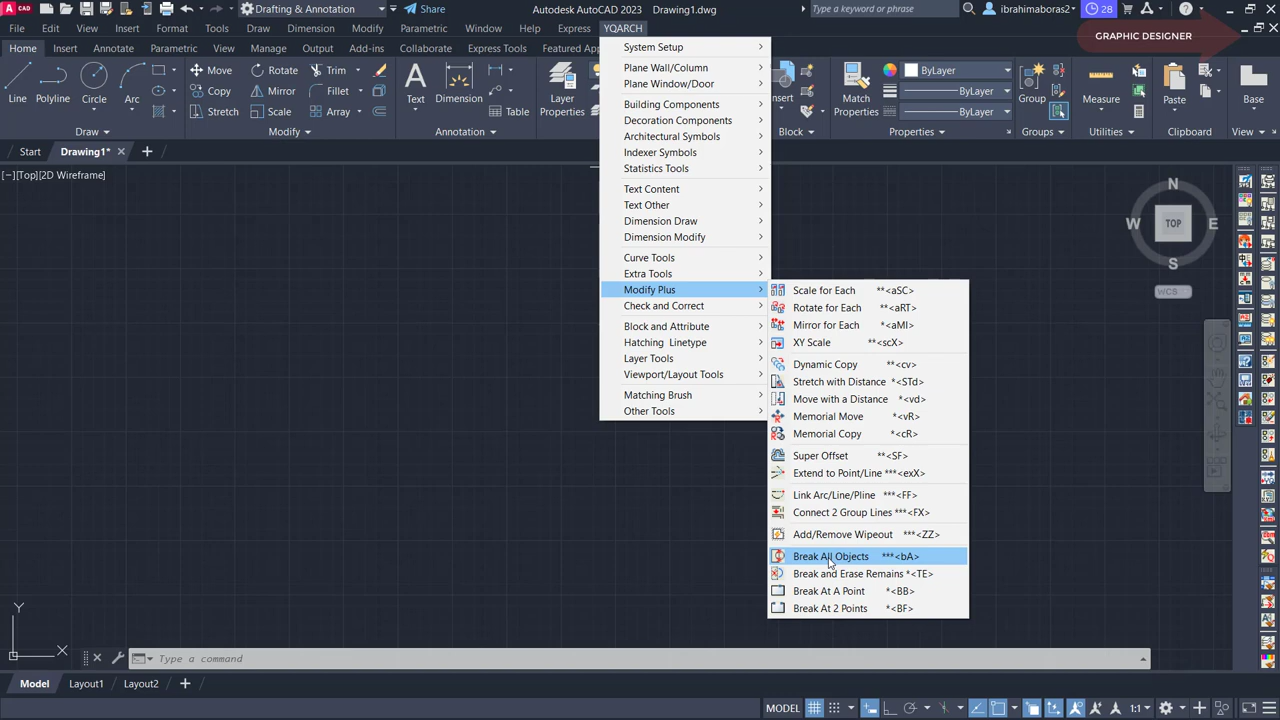 CAD
Drafting & Annotation
Share
Autodesk AutoCAD 2023 Drawing1.dwg
Type a keyword or phrase
ibrahimaboras2...
28
File Edit View Insert Format Tools Draw Dimension Modify Parametric Window Help Express YQARCH
GRAPHIC DESIGNER
Home Insert Annotate Parametric View Manage Output Add-ins Collaborate Express Tools Featured App
Line Polyline Circle Arc
Move Rotate Trim
Copy Mirror Fillet
Stretch Scale Array
Text Dimension
Table
Layer Properties
Insert
Match Properties
ByLayer
ByLayer
ByLayer
Group
Measure
Paste
Base
Draw Modify Annotation Block Properties Groups Utilities Clipboard View
Start Drawing1*
[−][Top][2D Wireframe]
System Setup
Plane Wall/Column
Plane Window/Door
Building Components
Decoration Components
Architectural Symbols
Indexer Symbols
Statistics Tools
Text Content
Text Other
Dimension Draw
Dimension Modify
Curve Tools
Extra Tools
Modify Plus
Check and Correct
Block and Attribute
Hatching Linetype
Layer Tools
Viewport/Layout Tools
Matching Brush
Other Tools
Scale for Each **<aSC>
Rotate for Each **<aRT>
Mirror for Each *<aMI>
XY Scale **<scX>
Dynamic Copy **<cv>
Stretch with Distance *<STd>
Move with a Distance *<vd>
Memorial Move *<vR>
Memorial Copy *<cR>
Super Offset **<SF>
Extend to Point/Line ***<exX>
Link Arc/Line/Pline ***<FF>
Connect 2 Group Lines ***<FX>
Add/Remove Wipeout ***<ZZ>
Break All Objects ***<bA>
Break and Erase Remains *<TE>
Break At A Point *<BB>
Break At 2 Points *<BF>
N
W TOP E
S
WCS
Y
X
Type a command
Model Layout1 Layout2
MODEL
1:1